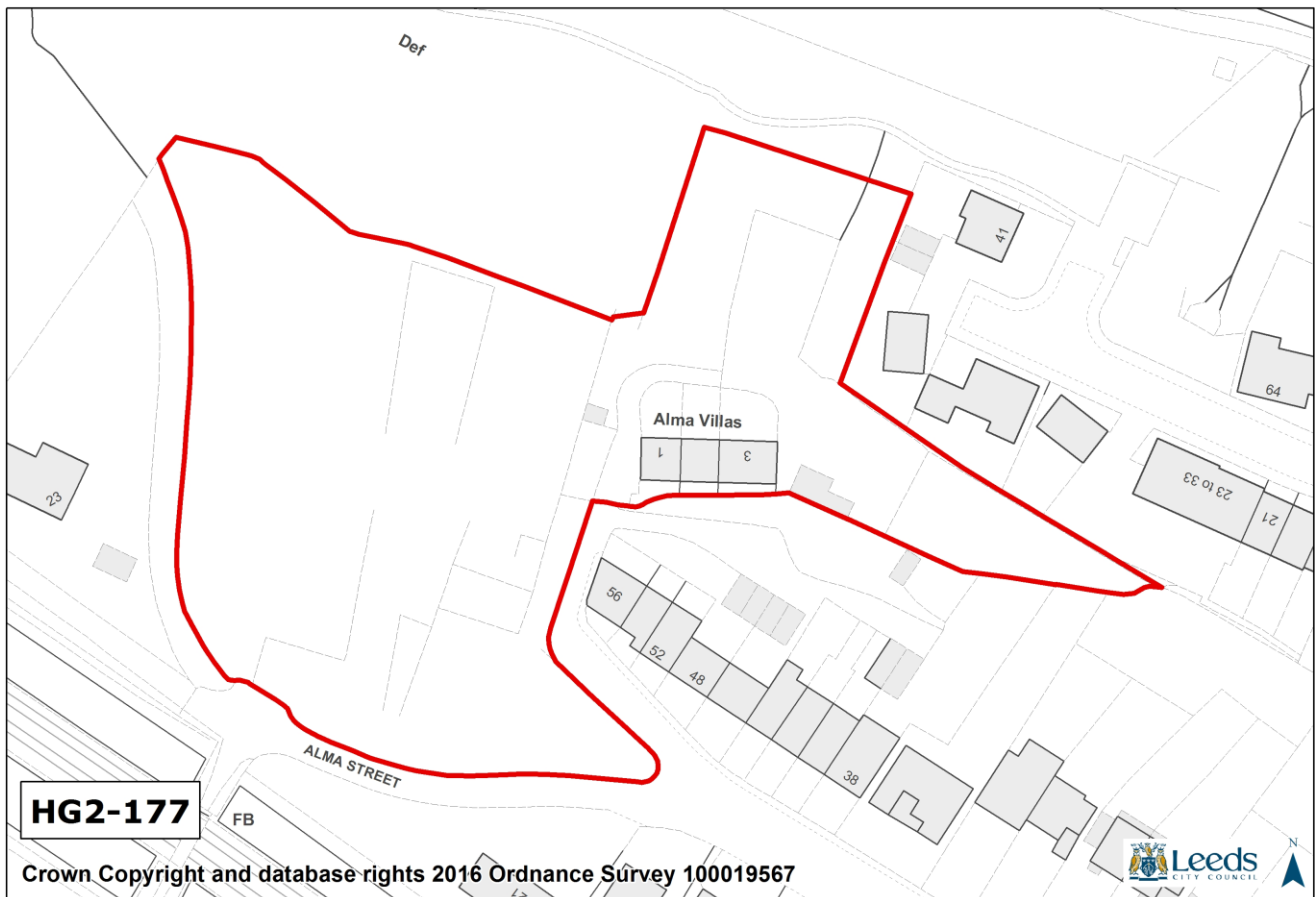 Def
41
64
Alma Villas
1
3
23 to 33
21
23
56
52
48
38
ALMA STREET
HG2-177
FB
21
Leeds
CITY COUNCIL
N
Crown Copyright and database rights 2016 Ordnance Survey 100019567